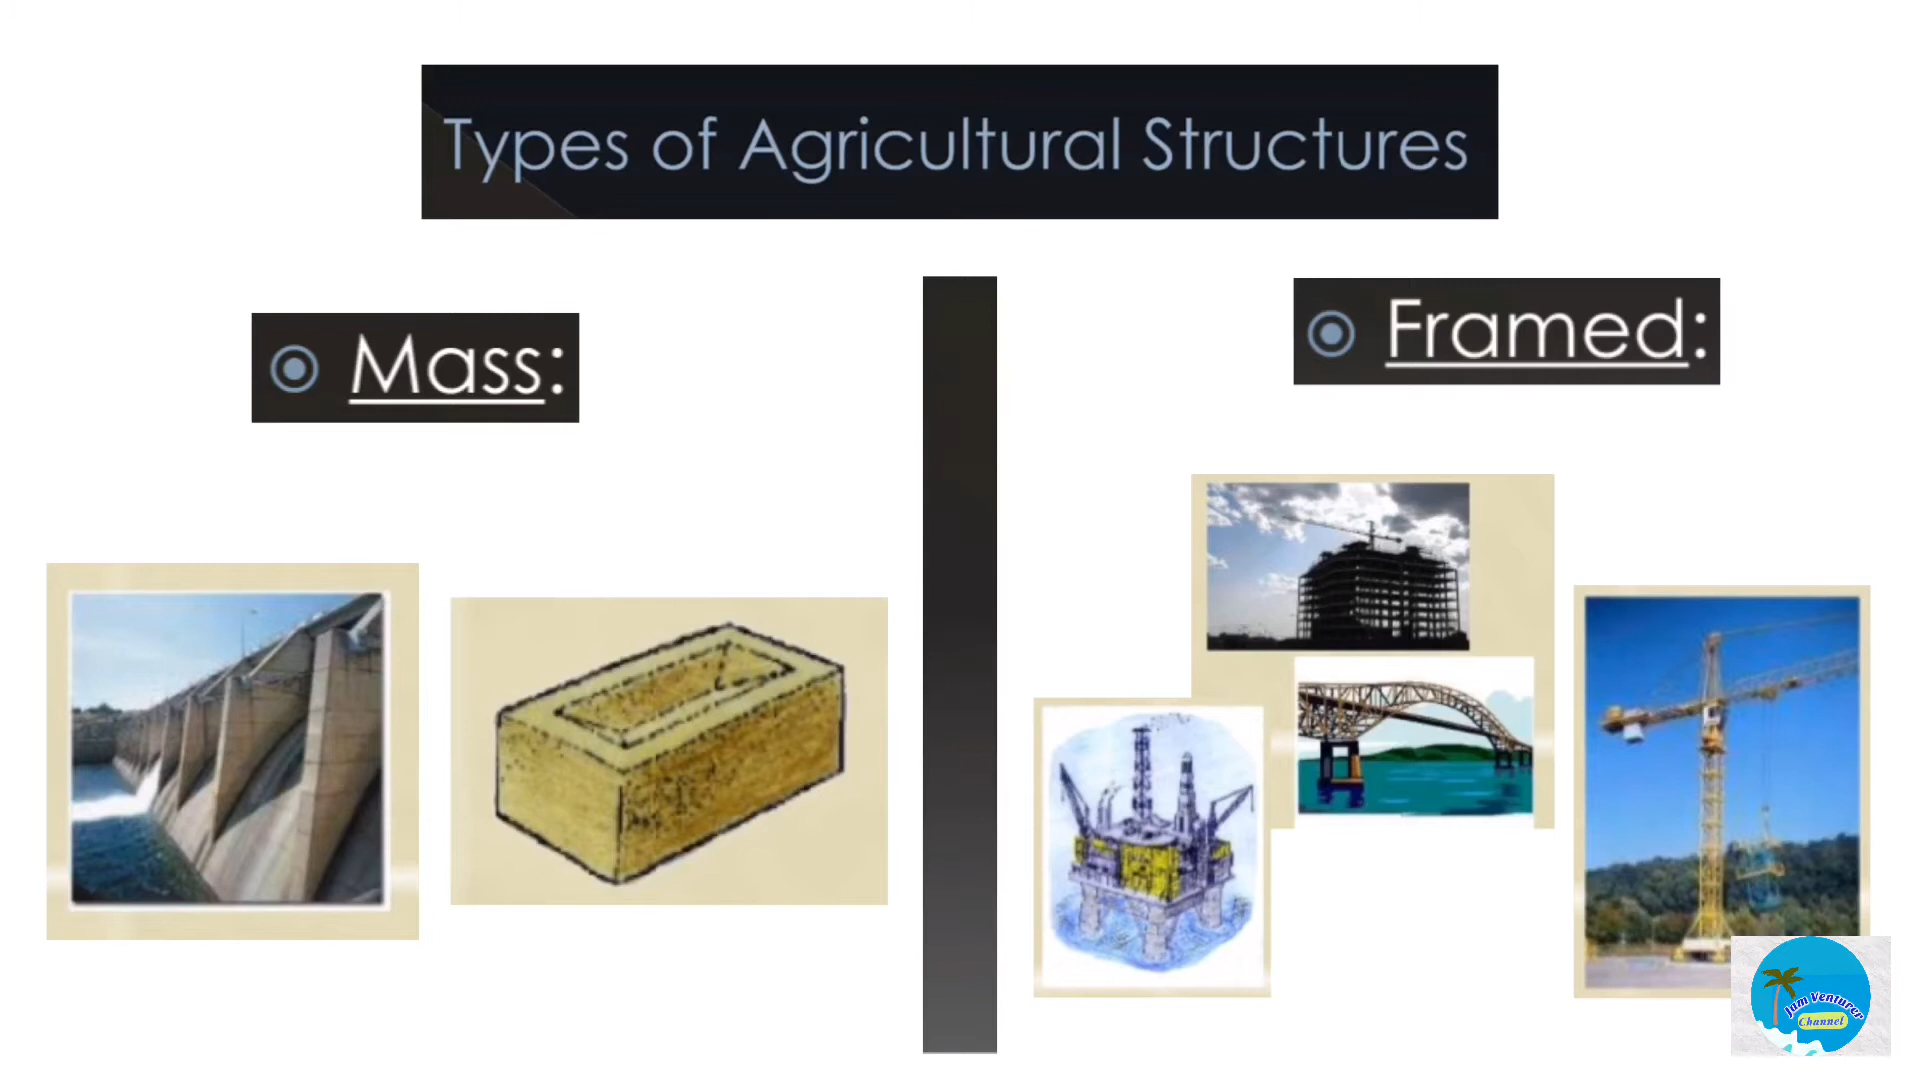 Types of Agricultural Structures
Mass:
Framed:
Jam Venturer
Channel